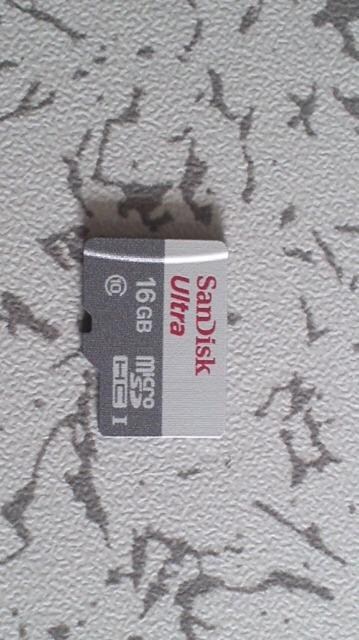 SanDisk
Ultra
16GB
micro
SD
HC I
10